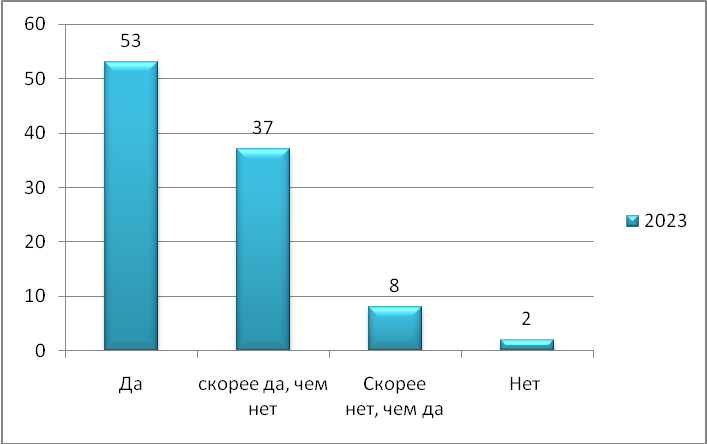 60
50
40
30
20
10
0
53
37
8
2
Да
скорее да, чем
нет
Скорее
нет, чем да
Нет
2023